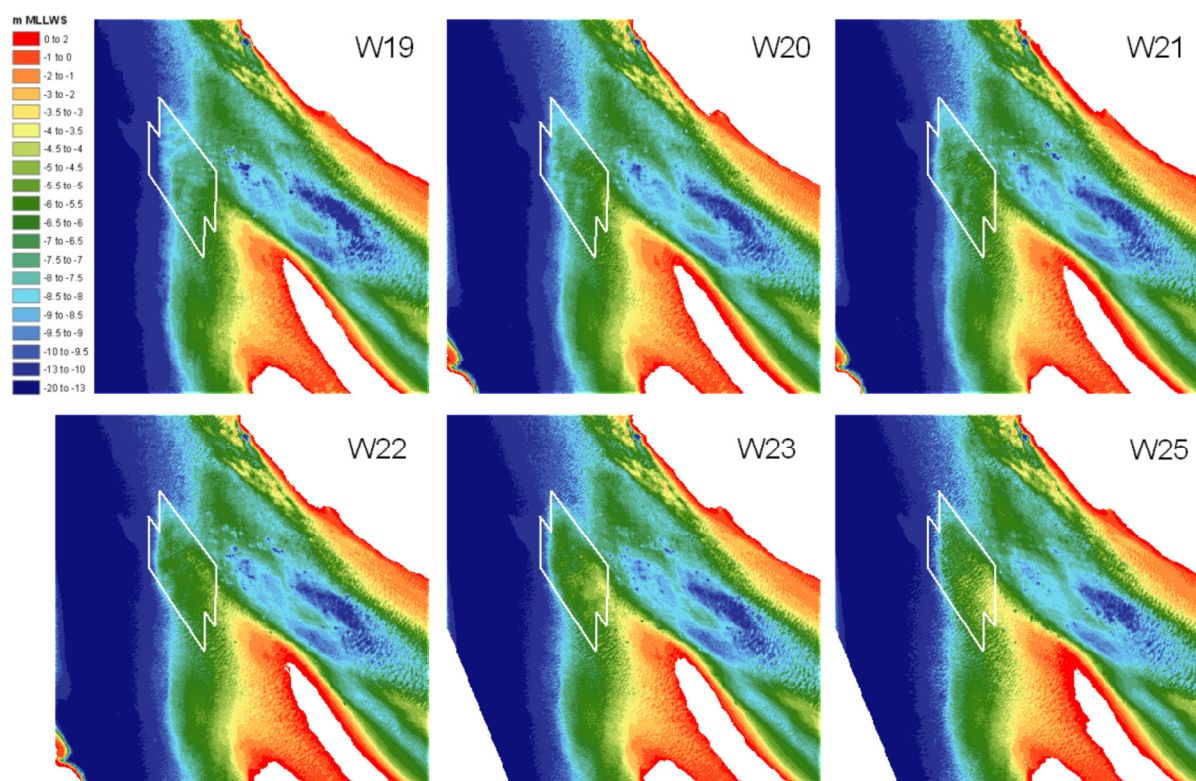 m MLLWS
0 to 2
-1 to 0
-2 to -1
-3 to -2
-3.5 to -3
-4 to -3.5
-4.5 to -4
-5 to -4.5
-5.5 to -5
-6 to -5.5
-6.5 to -6
-7 to -6.5
-7.5 to -7
-8 to -7.5
-8.5 to -8
-9 to -8.5
-9.5 to -9
-10 to -9.5
-13 to -10
-20 to -13
W19
W20
W21
W22
W23
W25